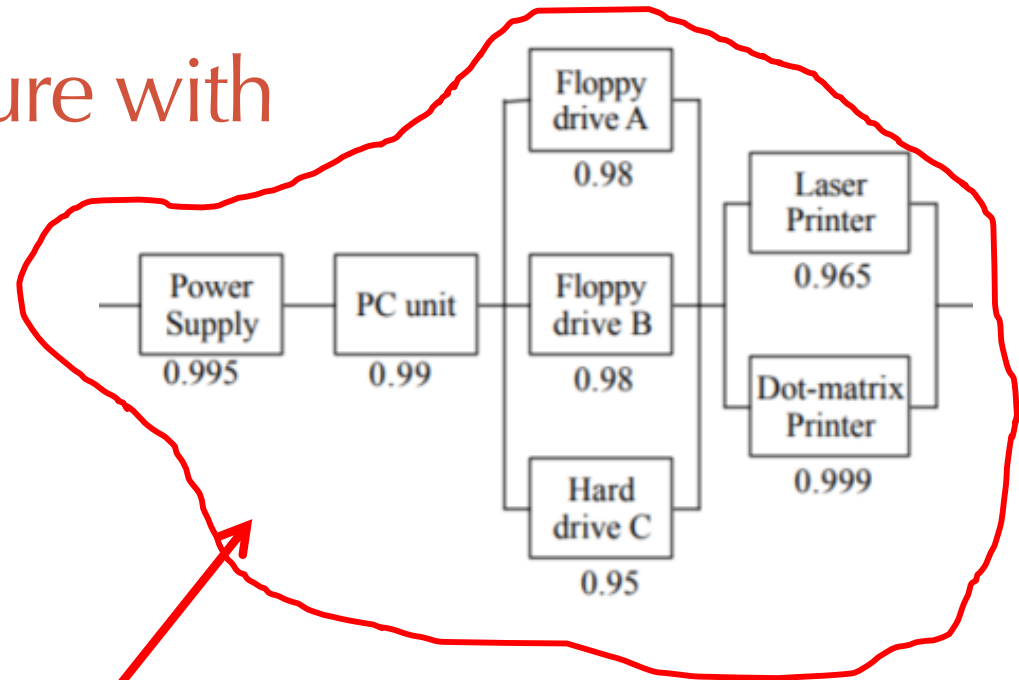 ure with
Floppy
drive A
0.98
Laser
Printer
0.965
Power
Supply
0.995
PC unit
0.99
Floppy
drive B
0.98
Dot-matrix
Printer
0.999
Hard
drive C
0.95